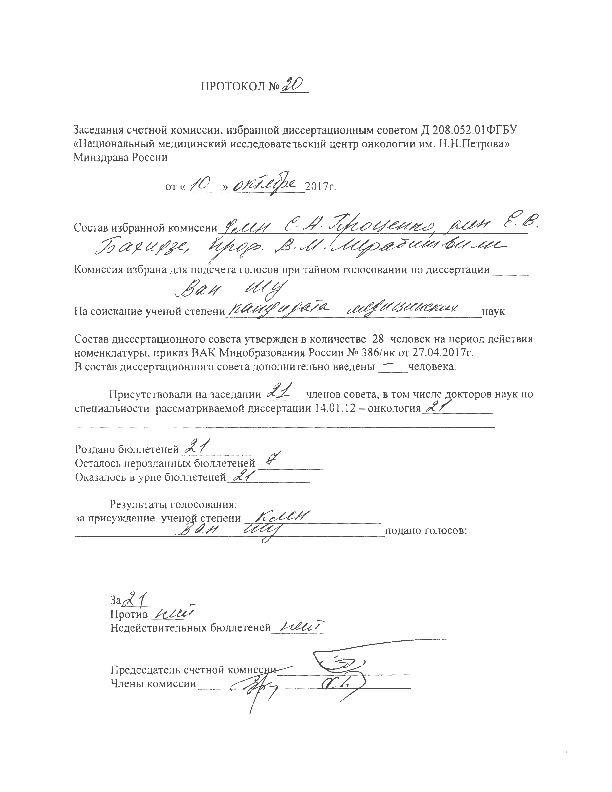 ПРОТОКОЛ № 20
Заседания счетной комиссии, избранной диссертационным советом Д 208.052.01ФГБУ
«Национальный медицинский исследовательский центр онкологии им. Н.Н.Петрова»
Минздрава России
от « 10 » октября 2017г.
Состав избранной комиссии дмн С.А. Проценко, дмн Е.В.
Бахидзе, проф. В.М. Мерабишвили
Комиссия избрана для подсчета голосов при тайном голосовании по диссертации
Ван Шу
На соискание ученой степени кандидата медицинских наук
Состав диссертационного совета утвержден в количестве 28 человек на период действия
номенклатуры, приказ ВАК Минобразования России № 386/нк от 27.04.2017г.
В состав диссертационного совета дополнительно введены — человека.
Присутствовали на заседании 21 членов совета, в том числе докторов наук по
специальности рассматриваемой диссертации 14.01.12 – онкология 21
Роздано бюллетеней 21
Осталось нерозданных бюллетеней 7
Оказалось в урне бюллетеней 21
Результаты голосования:
за присуждение ученой степени кмн
Ван Шу подано голосов:
За 21
Против нет
Недействительных бюллетеней нет
Председатель счетной комиссии
Члены комиссии